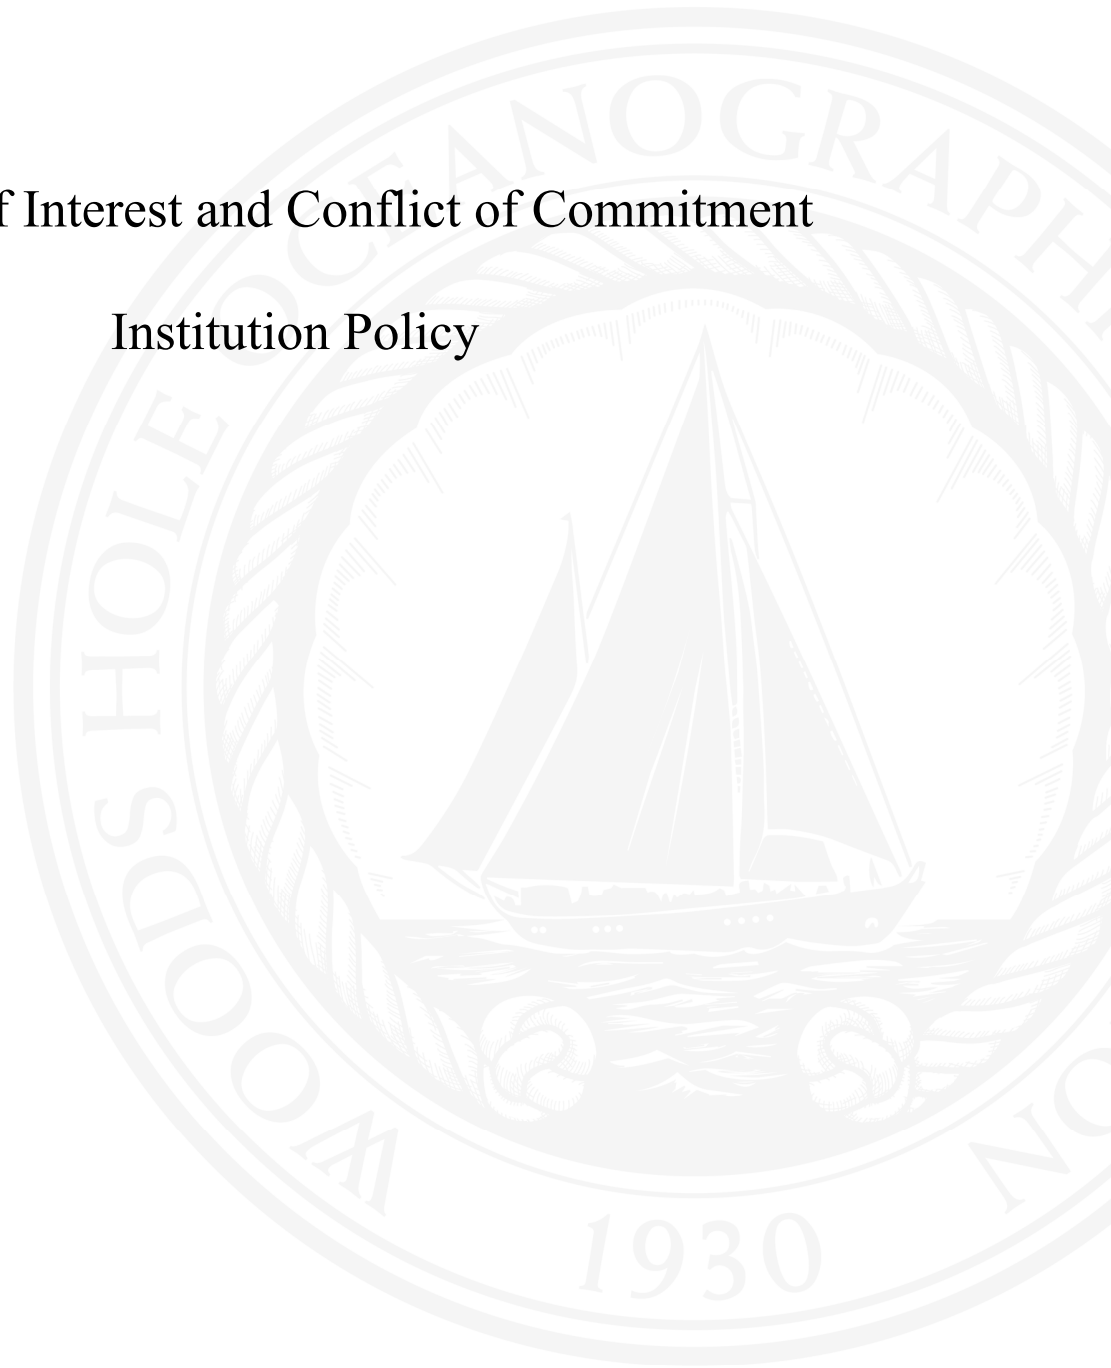 f Interest and Conflict of Commitment
Institution Policy
WOODS HOLE OCEANOGRAPH
ON
1930